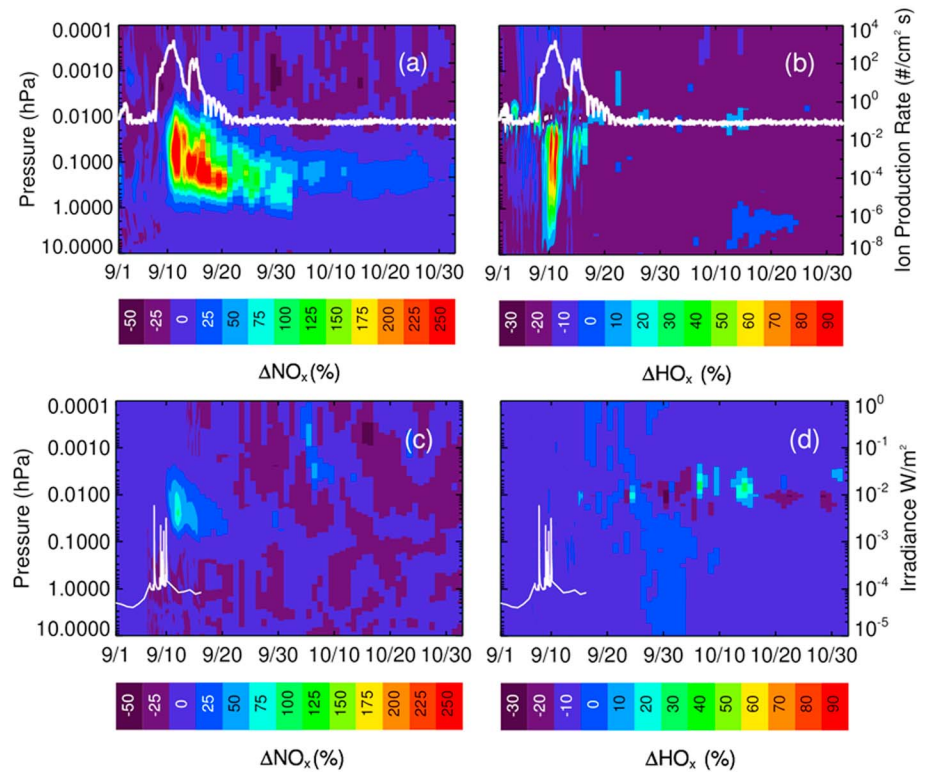 0.0001
0.0010
0.0100
0.1000
1.0000
10.0000
Pressure (hPa)
(a)
9/1 9/10 9/20 9/30 10/10 10/20 10/30
-50 -25 0 25 50 75 100 125 150 175 200 225 250
ΔNOₓ(%)
(b)
10⁴
10²
10⁰
10⁻²
10⁻⁴
10⁻⁶
10⁻⁸
Ion Production Rate (#/cm² s)
9/1 9/10 9/20 9/30 10/10 10/20 10/30
-30 -20 -10 0 10 20 30 40 50 60 70 80 90
ΔHOₓ (%)
0.0001
0.0010
0.0100
0.1000
1.0000
10.0000
Pressure (hPa)
(c)
9/1 9/10 9/20 9/30 10/10 10/20 10/30
-50 -25 0 25 50 75 100 125 150 175 200 225 250
ΔNOₓ(%)
(d)
10⁰
10⁻¹
10⁻²
10⁻³
10⁻⁴
10⁻⁵
Irradiance W/m²
9/1 9/10 9/20 9/30 10/10 10/20 10/30
-30 -20 -10 0 10 20 30 40 50 60 70 80 90
ΔHOₓ (%)